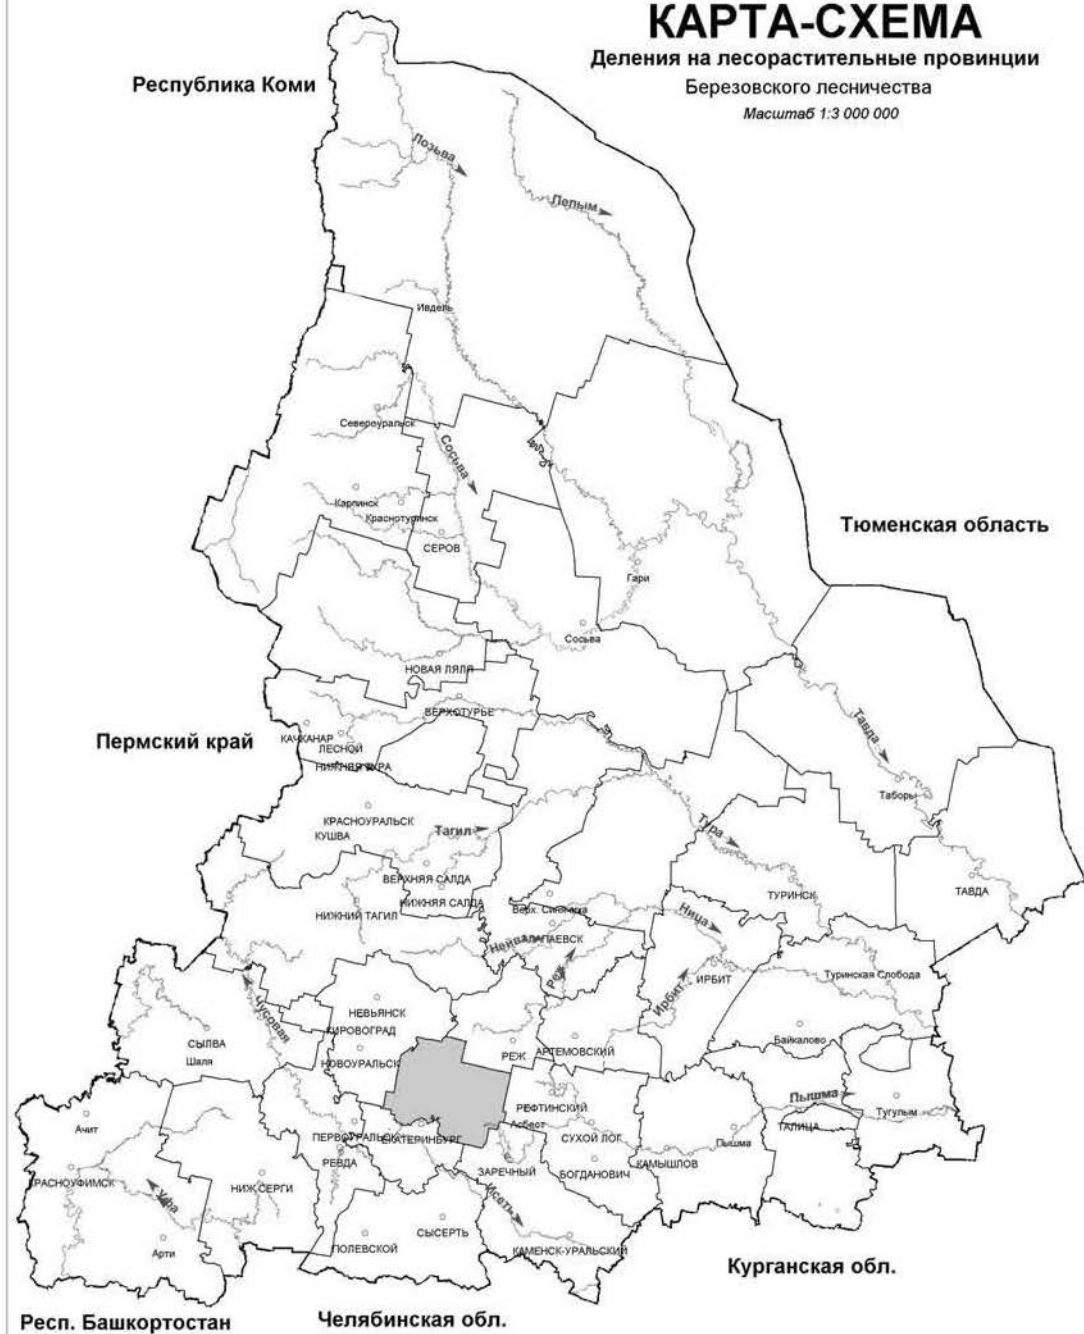 КАРТА-СХЕМА
Деления на лесорастительные провинции
Березовского лесничества
Масштаб 1:3 000 000
Республика Коми
Лозьва
Пелым
Ивдель
Североуральск
Сосьва
Карпинск
Краснотурьинск
СЕРОВ
Тюменская область
Гари
Сосьва
НОВАЯ ЛЯЛЯ
ВЕРХОТУРЬЕ
Пермский край
КАЧКАНАР
ЛЕСНОЙ
НИЖНЯЯ ТУРА
Тавда
Таборы
КРАСНОУРАЛЬСК
КУШВА
Тагил
Тура
ВЕРХНЯЯ САЛДА
НИЖНЯЯ САЛДА
НИЖНИЙ ТАГИЛ
ТУРИНСК
ТАВДА
Верх. Синячиха
Ница
Нейва
АЛАПАЕВСК
Реж
Ирбит
ИРБИТ
Туринская Слобода
Чусовая
НЕВЬЯНСК
КИРОВОГРАД
СЫЛВА
Шаля
НОВОУРАЛЬСК
РЕЖ
АРТЕМОВСКИЙ
Байкалово
Пышма
Тугулым
РЕФТИНСКИЙ
Асбест
Ачит
ПЕРВОУРАЛЬСК
ЕКАТЕРИНБУРГ
СУХОЙ ЛОГ
Пышма
ТАЛИЦА
РЕВДА
ЗАРЕЧНЫЙ
БОГДАНОВИЧ
КАМЫШЛОВ
КРАСНОУФИМСК
Уфа
НИЖ.СЕРГИ
Исеть
Арти
ПОЛЕВСКОЙ
СЫСЕРТЬ
КАМЕНСК-УРАЛЬСКИЙ
Курганская обл.
Респ. Башкортостан
Челябинская обл.